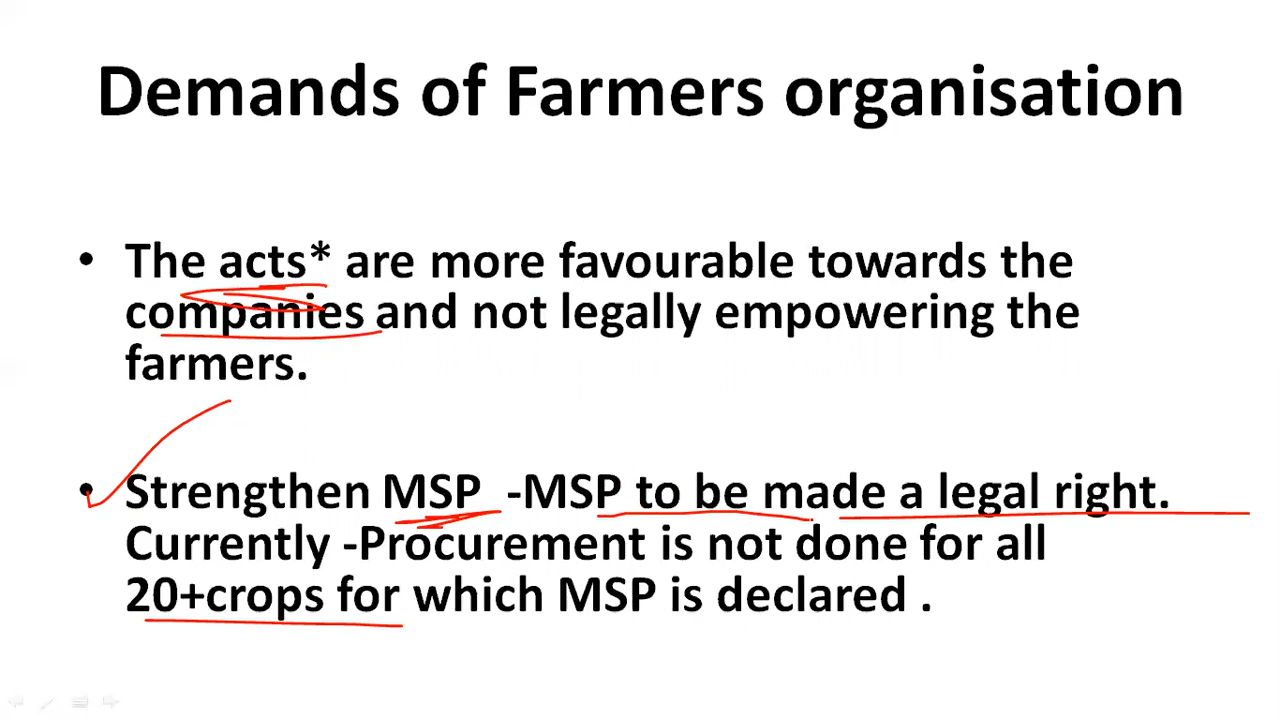 Demands of Farmers organisation
• The acts* are more favourable towards the
companies and not legally empowering the
farmers.
• Strengthen MSP -MSP to be made a legal right.
Currently -Procurement is not done for all
20+crops for which MSP is declared .